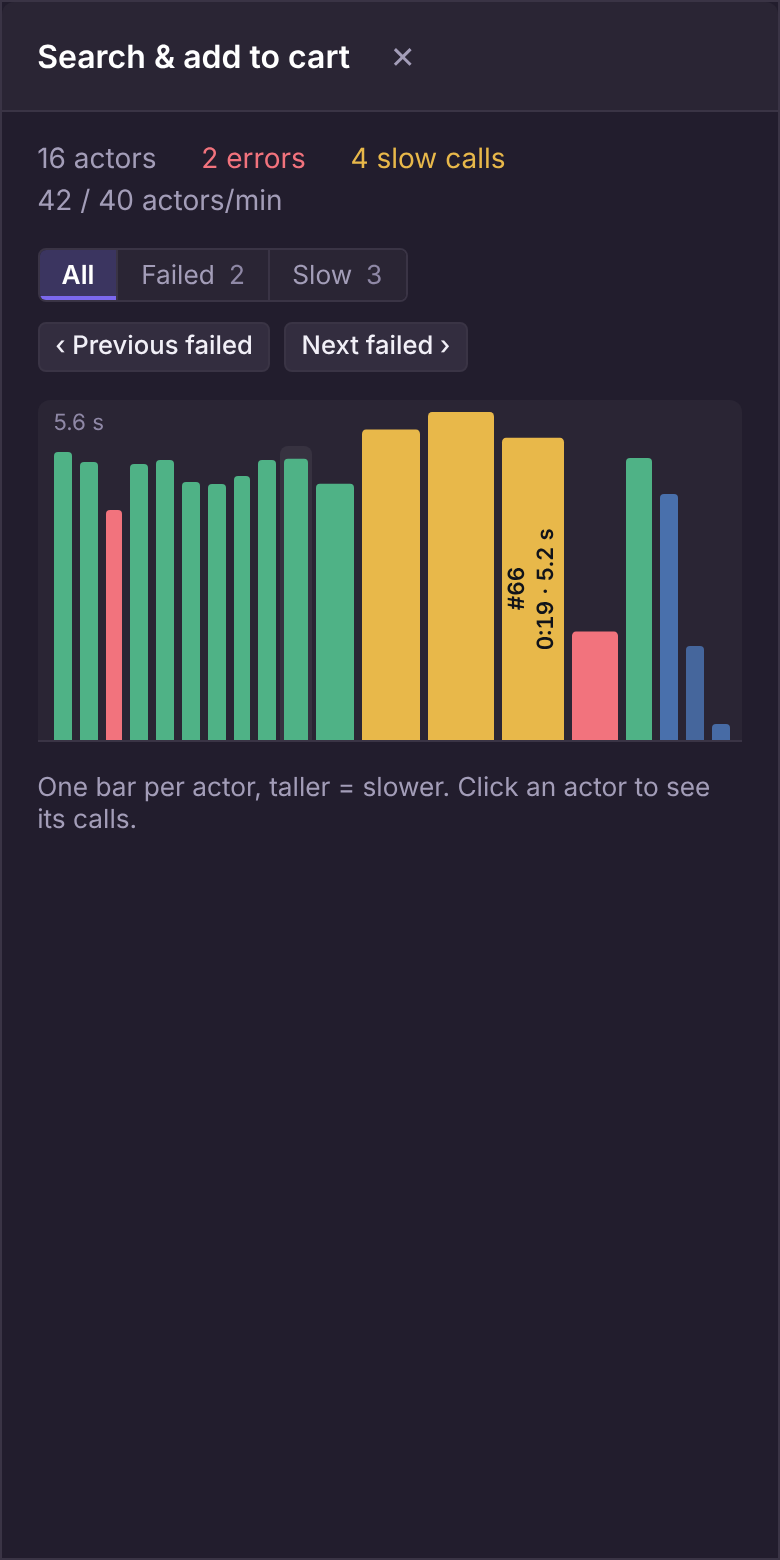 Search & add to cart ✕
16 actors 2 errors 4 slow calls
42 / 40 actors/min
All Failed 2 Slow 3
‹ Previous failed Next failed ›
5.6 s
#66
0:19 · 5.2 s
One bar per actor, taller = slower. Click an actor to see
its calls.